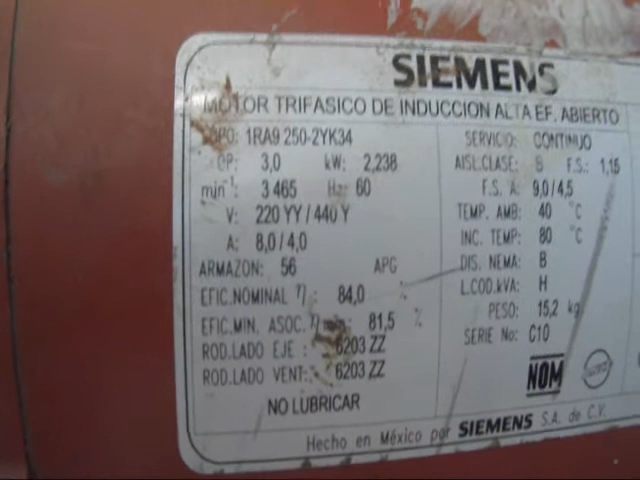 SIEMENS
MOTOR TRIFASICO DE INDUCCION ALTA EF. ABIERTO
1RA9 250-2YK34
CP: 3,0 kW: 2,238
min⁻¹: 3 465 Hz: 60
V: 220 YY / 440 Y
A: 8,0 / 4,0
ARMAZON: 56 APG
EFIC.NOMINAL η : 84,0 %
EFIC.MIN. ASOC. η min: 81,5 %
ROD.LADO EJE : 6203 ZZ
ROD.LADO VENT.: 6203 ZZ
NO LUBRICAR
SERVICIO: CONTINUO
AISL.CLASE: B F.S.: 1,15
F.S. A: 9,0 / 4,5
TEMP. AMB: 40 °C
INC. TEMP: 80 °C
DIS. NEMA: B
L.COD.kVA: H
PESO: 15,2 kg
SERIE No: C10
NOM
Hecho en México por SIEMENS S.A. de C.V.